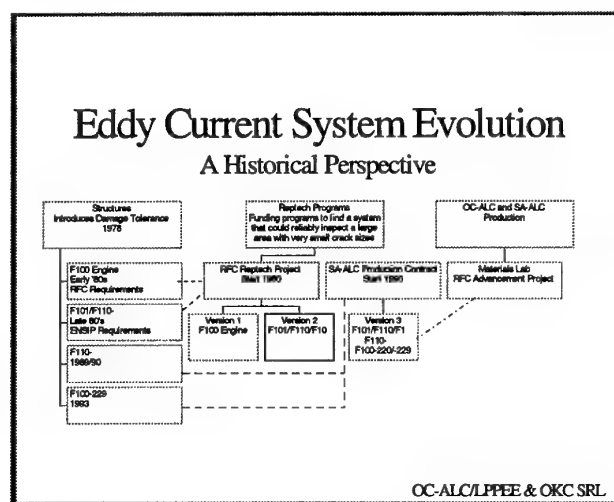 Eddy Current System Evolution
A Historical Perspective
Structures
Introduces Damage Tolerance
1978
Reptech Programs
Funding programs to find a system
that could reliably inspect a large
area with very small crack sizes
OC-ALC and SA-ALC
Production
F100 Engine
Early '80s
RFC Requirements
RFC Reptech Project
Start 1980
SA-ALC Production Contract
Start 1990
Materials Lab
RFC Advancement Project
F101/F110-
Late 80's
ENSIP Requirements
Version 1
F100 Engine
Version 2
F101/F110/F10
Version 3
F101/F110/F1
F110-
F100-220/-229
F110-
1989/90
F100-229
1993
OC-ALC/LPPEE & OKC SRL